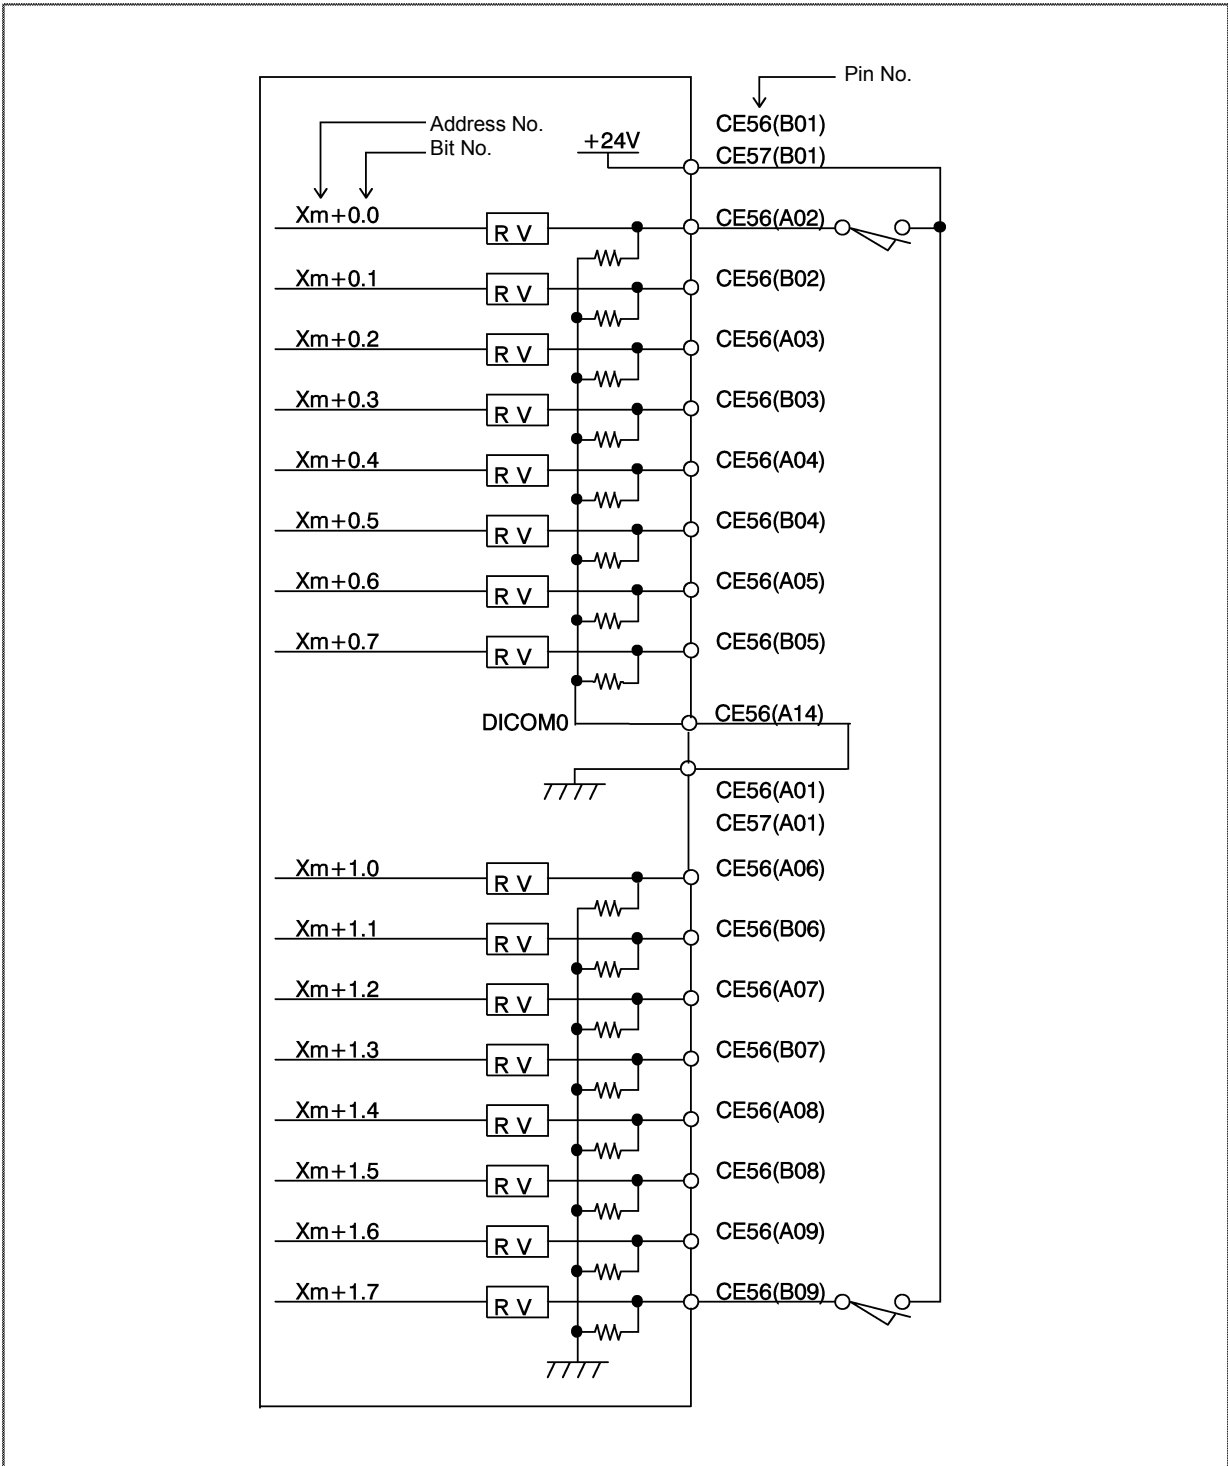 Pin No.
Address No.
Bit No.
+24V
CE56(B01)
CE57(B01)
Xm+0.0 RV CE56(A02)
Xm+0.1 RV CE56(B02)
Xm+0.2 RV CE56(A03)
Xm+0.3 RV CE56(B03)
Xm+0.4 RV CE56(A04)
Xm+0.5 RV CE56(B04)
Xm+0.6 RV CE56(A05)
Xm+0.7 RV CE56(B05)
DICOM0 CE56(A14)
CE56(A01)
CE57(A01)
Xm+1.0 RV CE56(A06)
Xm+1.1 RV CE56(B06)
Xm+1.2 RV CE56(A07)
Xm+1.3 RV CE56(B07)
Xm+1.4 RV CE56(A08)
Xm+1.5 RV CE56(B08)
Xm+1.6 RV CE56(A09)
Xm+1.7 RV CE56(B09)